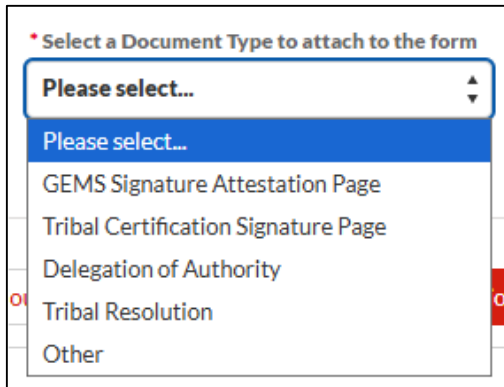 * Select a Document Type to attach to the form
Please select...
Please select...
GEMS Signature Attestation Page
Tribal Certification Signature Page
Delegation of Authority
Tribal Resolution
Other